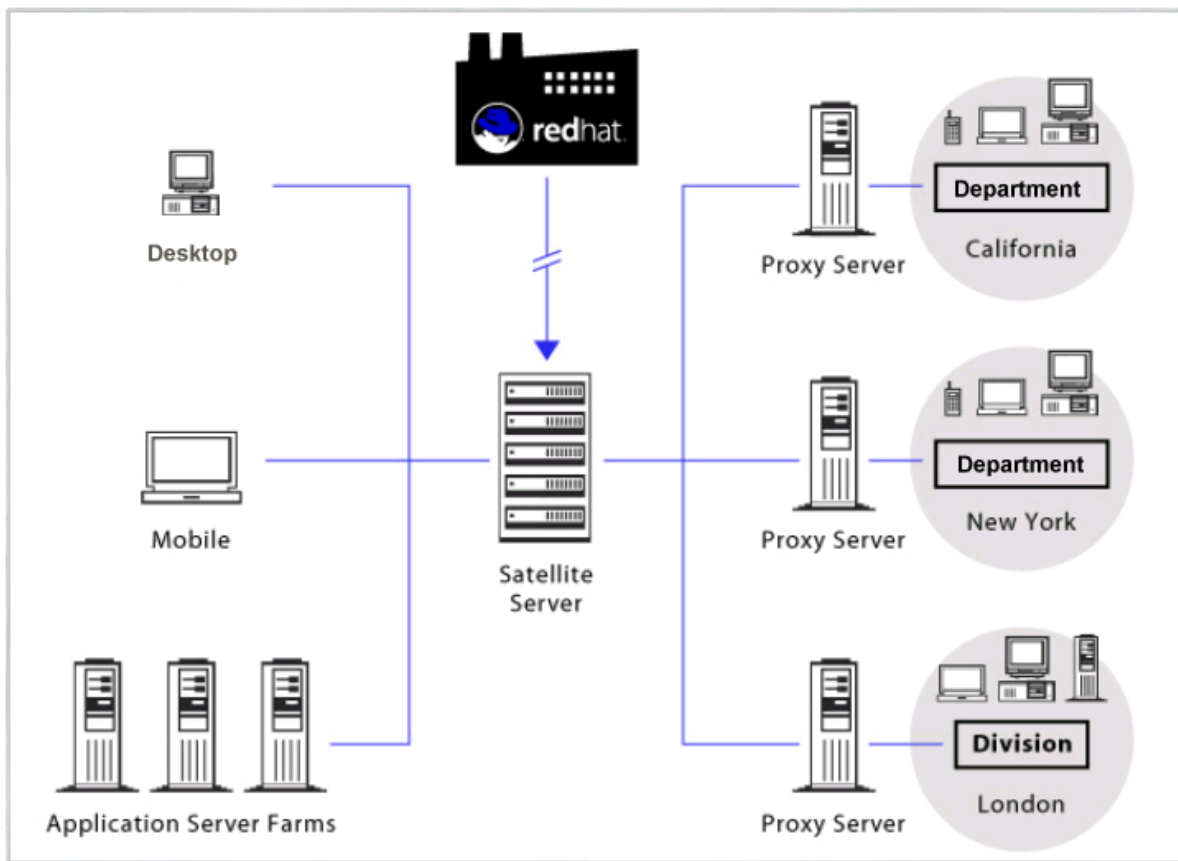 redhat.
Desktop
Proxy Server
Department
California
Mobile
Satellite
Server
Proxy Server
Department
New York
Application Server Farms
Proxy Server
Division
London